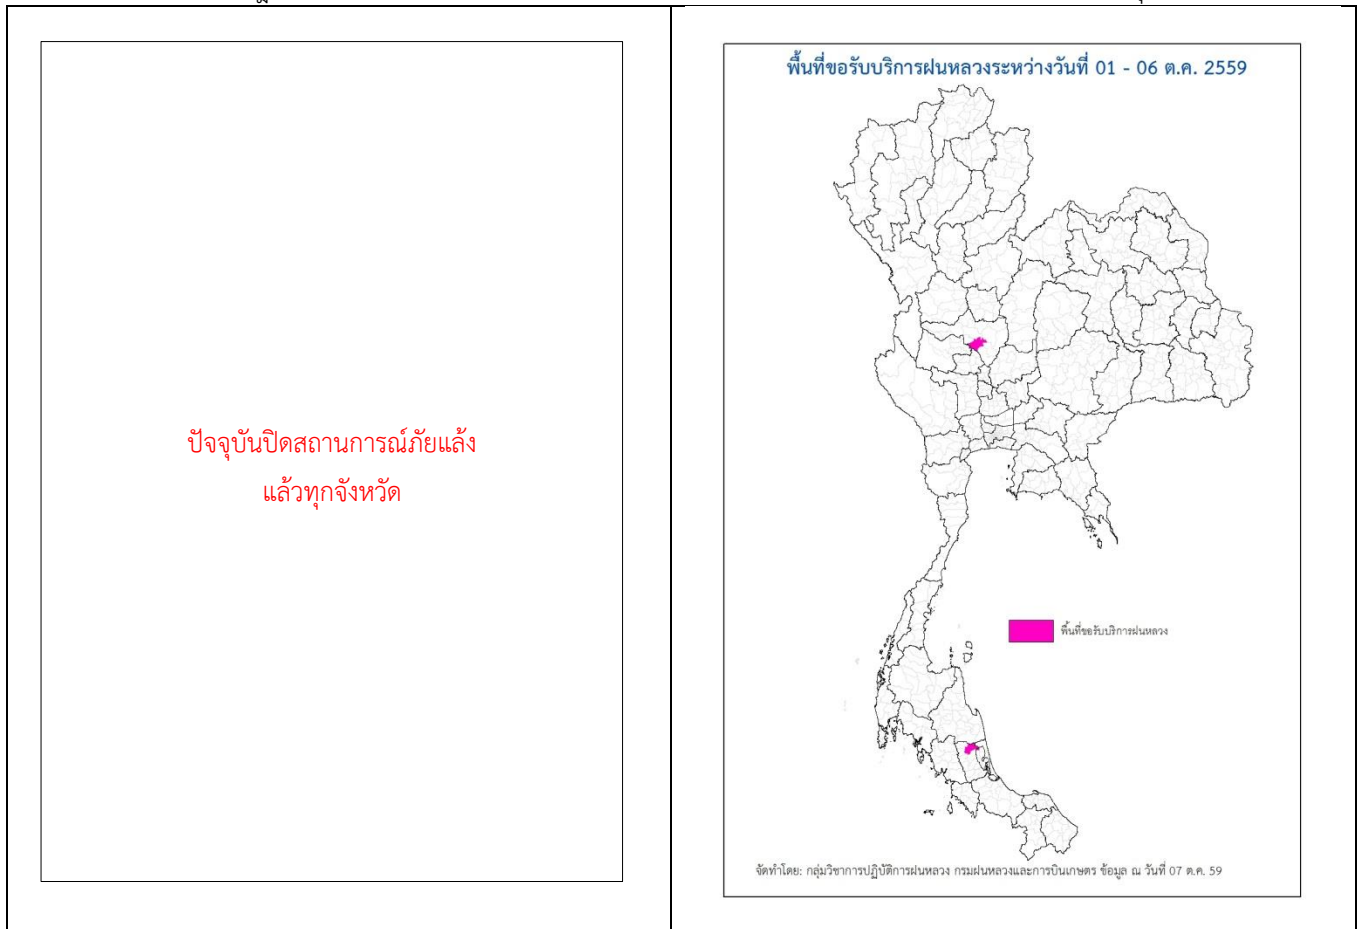 ปัจจุบันปิดสถานการณ์ภัยแล้ง
แล้วทุกจังหวัด
พื้นที่ขอรับบริการฝนหลวงระหว่างวันที่ 01 - 06 ต.ค. 2559
พื้นที่ขอรับบริการฝนหลวง
จัดทำโดย: กลุ่มวิชาการปฏิบัติการฝนหลวง กรมฝนหลวงและการบินเกษตร ข้อมูล ณ วันที่ 07 ต.ค. 59